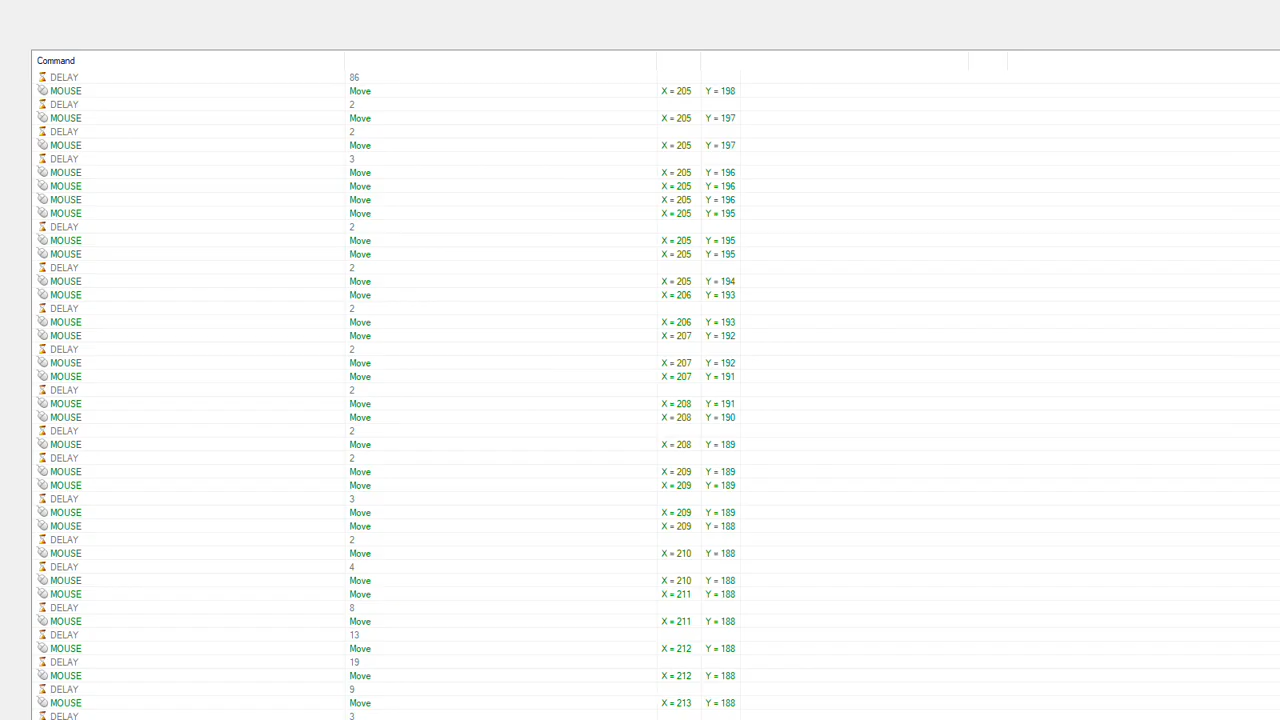 Command
DELAY 86
MOUSE Move X = 205 Y = 198
DELAY 2
MOUSE Move X = 205 Y = 197
DELAY 2
MOUSE Move X = 205 Y = 197
DELAY 3
MOUSE Move X = 205 Y = 196
MOUSE Move X = 205 Y = 196
MOUSE Move X = 205 Y = 196
MOUSE Move X = 205 Y = 195
DELAY 2
MOUSE Move X = 205 Y = 195
MOUSE Move X = 205 Y = 195
DELAY 2
MOUSE Move X = 205 Y = 194
MOUSE Move X = 206 Y = 193
DELAY 2
MOUSE Move X = 206 Y = 193
MOUSE Move X = 207 Y = 192
DELAY 2
MOUSE Move X = 207 Y = 192
MOUSE Move X = 207 Y = 191
DELAY 2
MOUSE Move X = 208 Y = 191
MOUSE Move X = 208 Y = 190
DELAY 2
MOUSE Move X = 208 Y = 189
DELAY 2
MOUSE Move X = 209 Y = 189
MOUSE Move X = 209 Y = 189
DELAY 3
MOUSE Move X = 209 Y = 189
MOUSE Move X = 209 Y = 188
DELAY 2
MOUSE Move X = 210 Y = 188
DELAY 4
MOUSE Move X = 210 Y = 188
MOUSE Move X = 211 Y = 188
DELAY 8
MOUSE Move X = 211 Y = 188
DELAY 13
MOUSE Move X = 212 Y = 188
DELAY 19
MOUSE Move X = 212 Y = 188
DELAY 9
MOUSE Move X = 213 Y = 188
DELAY 3